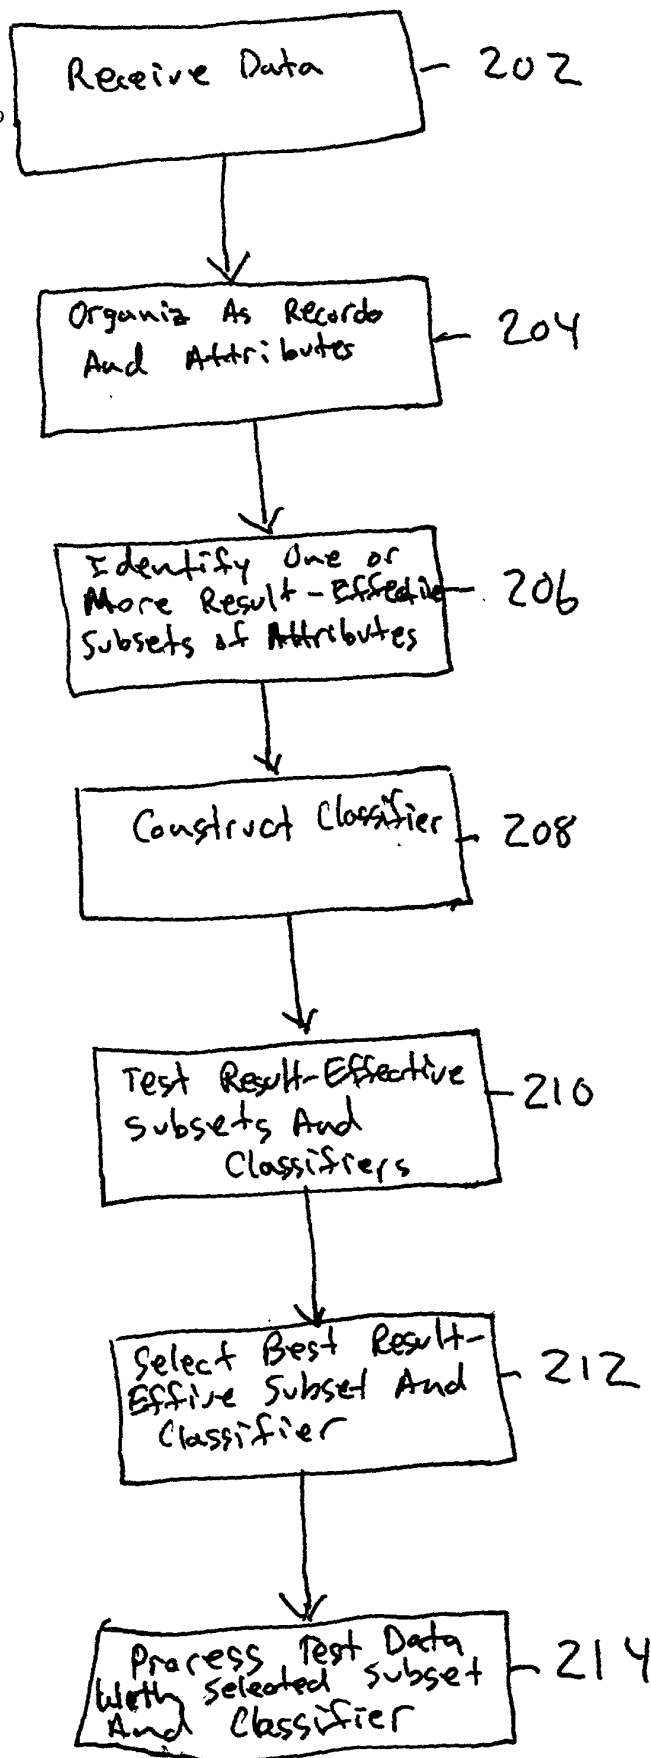 Receive Data
202
Organiz As Records
And Attributes
204
Identify One or
More Result-Effective
Subsets of Attributes
206
Construct Classifier
208
Test Result-Effective
Subsets And
Classifiers
210
Select Best Result-
Effive Subset And
Classifier
212
Process Test Data
With Selected Subset
And Classifier
214